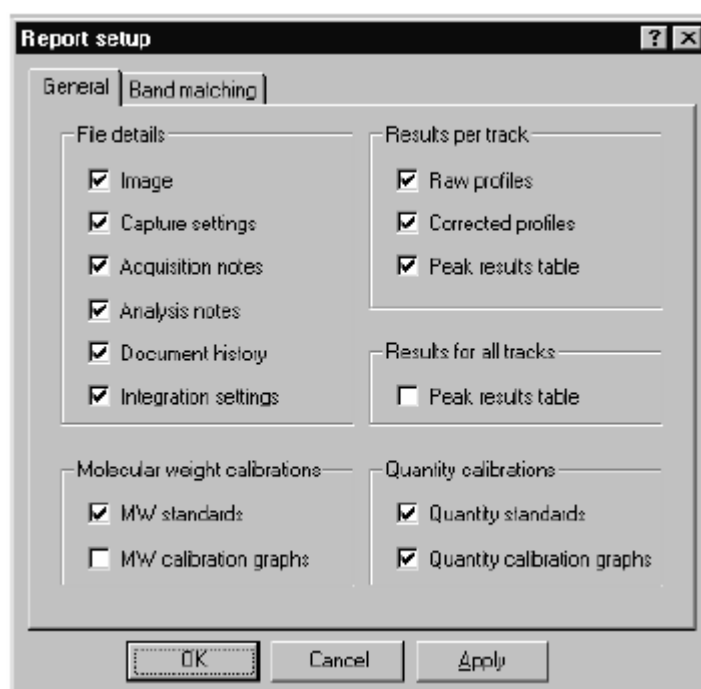 Report setup
General
Band matching
File details
Image
Capture settings
Acquisition notes
Analysis notes
Document history
Integration settings
Results per track
Raw profiles
Corrected profiles
Peak results table
Results for all tracks
Peak results table
Molecular weight calibrations
MW standards
MW calibration graphs
Quantity calibrations
Quantity standards
Quantity calibration graphs
OK
Cancel
Apply